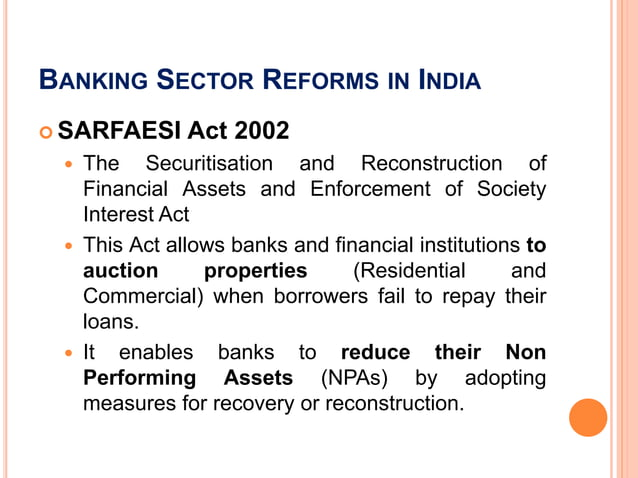 BANKING SECTOR REFORMS IN INDIA
SARFAESI Act 2002
The Securitisation and Reconstruction of
Financial Assets and Enforcement of Society
Interest Act
This Act allows banks and financial institutions to
auction properties (Residential and
Commercial) when borrowers fail to repay their
loans.
It enables banks to reduce their Non
Performing Assets (NPAs) by adopting
measures for recovery or reconstruction.